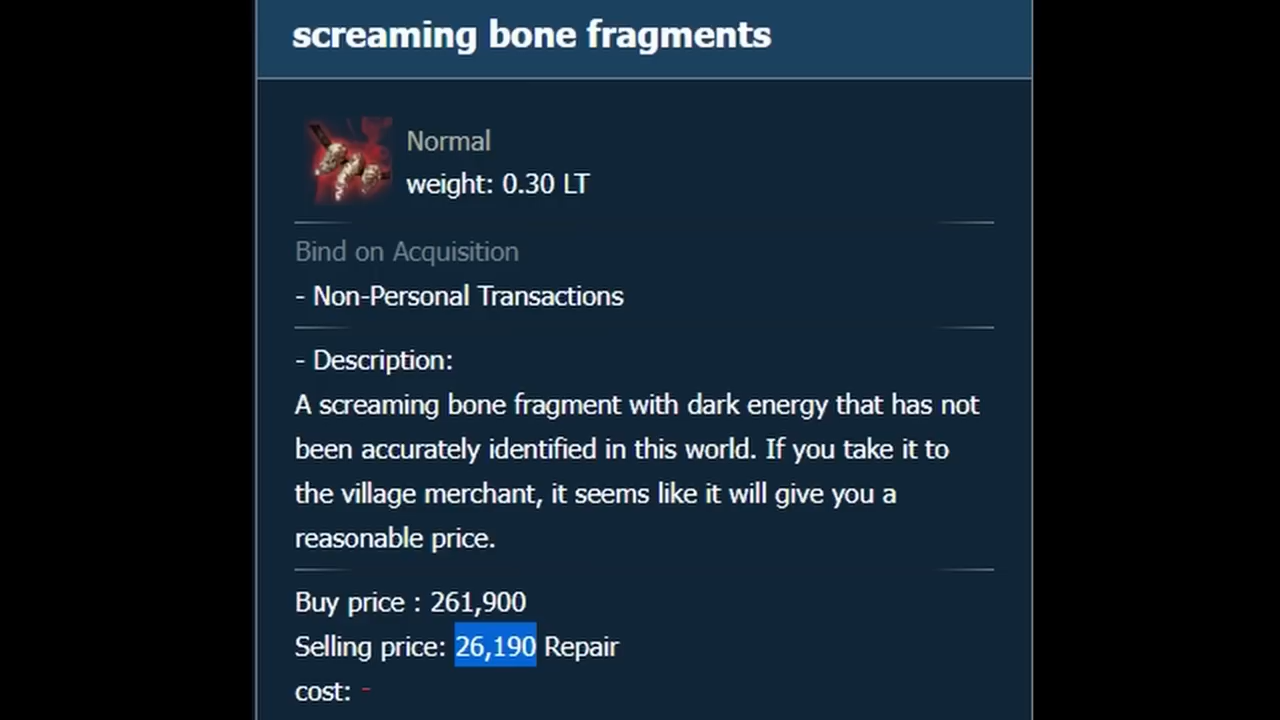 screaming bone fragments
Normal
weight: 0.30 LT
Bind on Acquisition
- Non-Personal Transactions
- Description:
A screaming bone fragment with dark energy that has not
been accurately identified in this world. If you take it to
the village merchant, it seems like it will give you a
reasonable price.
Buy price : 261,900
Selling price: 26,190 Repair
cost: -